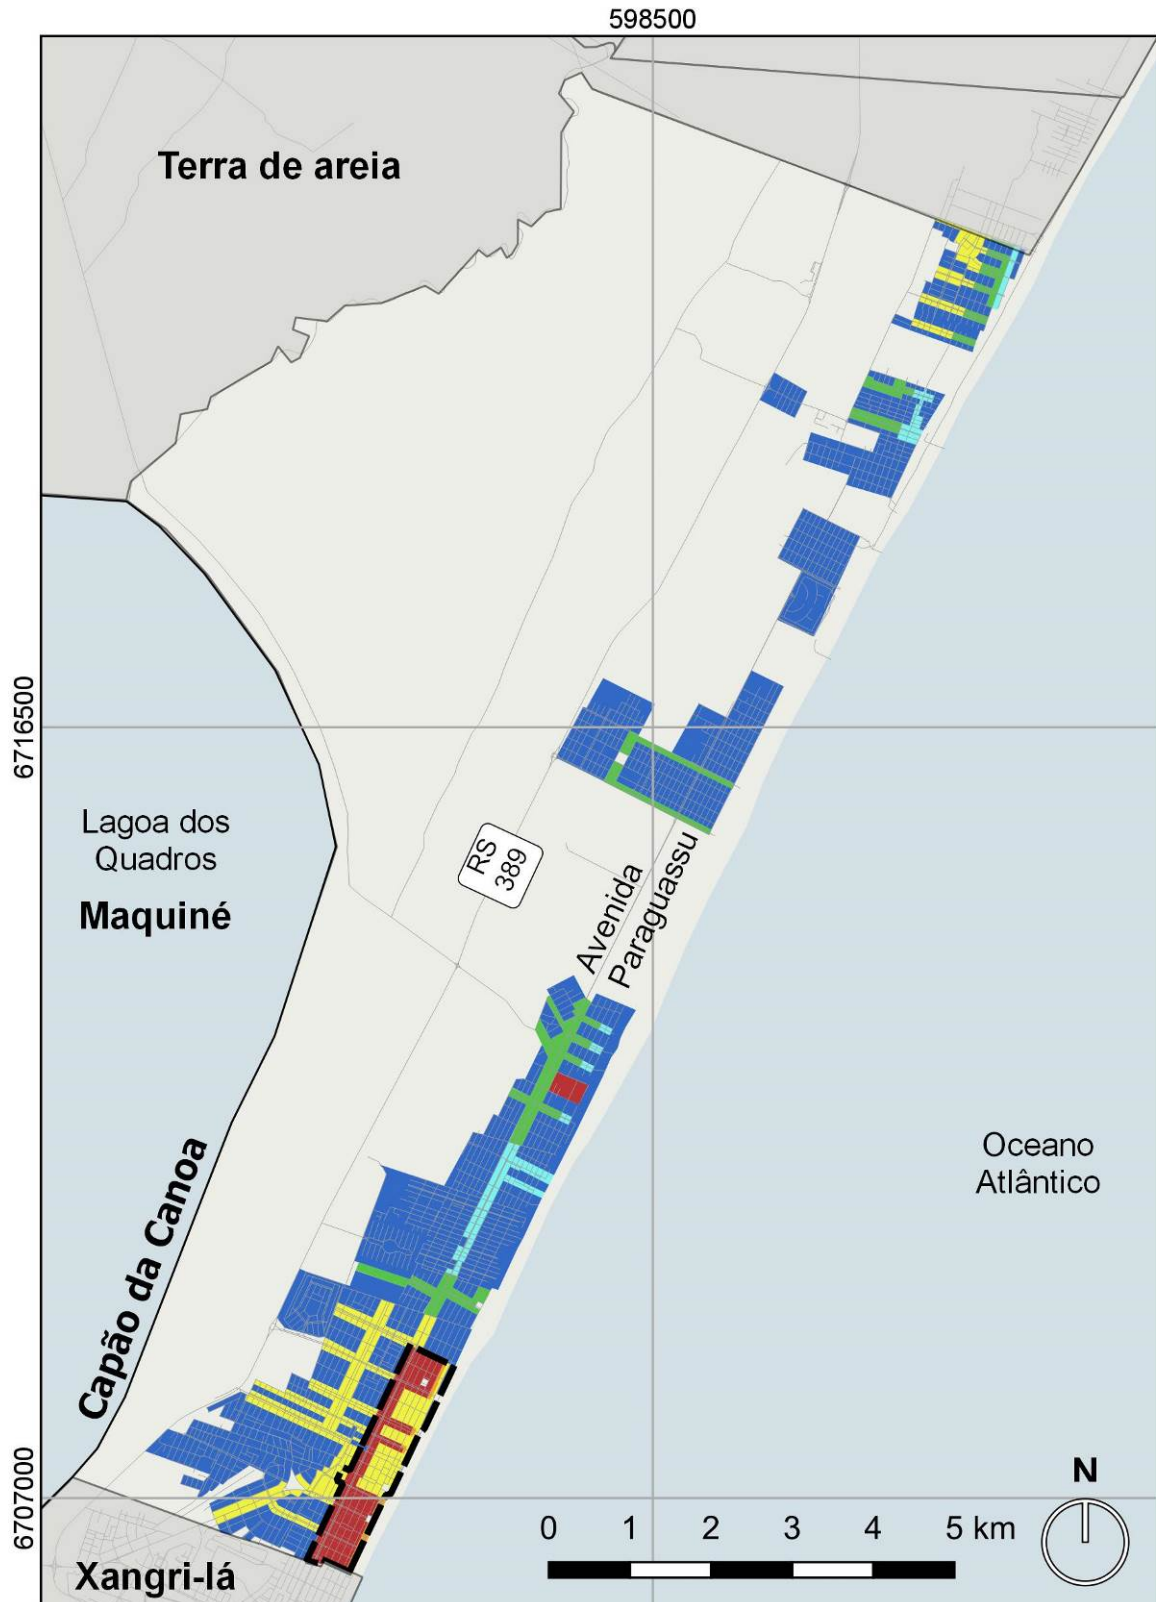 598500
Terra de areia
6716500
Lagoa dos
Quadros
Maquiné
RS
389
Avenida
Paraguassu
Oceano
Atlântico
Capão da Canoa
6707000
N
0 1 2 3 4 5 km
Xangri-lá